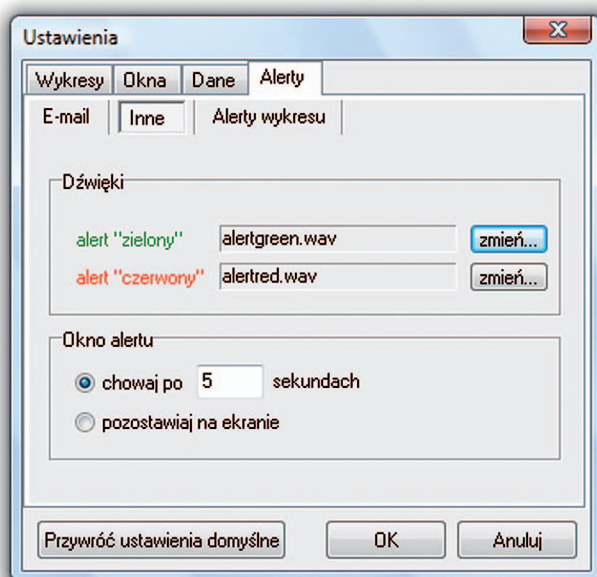 Ustawienia
Wykresy Okna Dane Alerty
E-mail Inne Alerty wykresu
Dźwięki
alert "zielony" alertgreen.wav zmień...
alert "czerwony" alertred.wav zmień...
Okno alertu
chowaj po 5 sekundach
pozostawiaj na ekranie
Przywróć ustawienia domyślne OK Anuluj